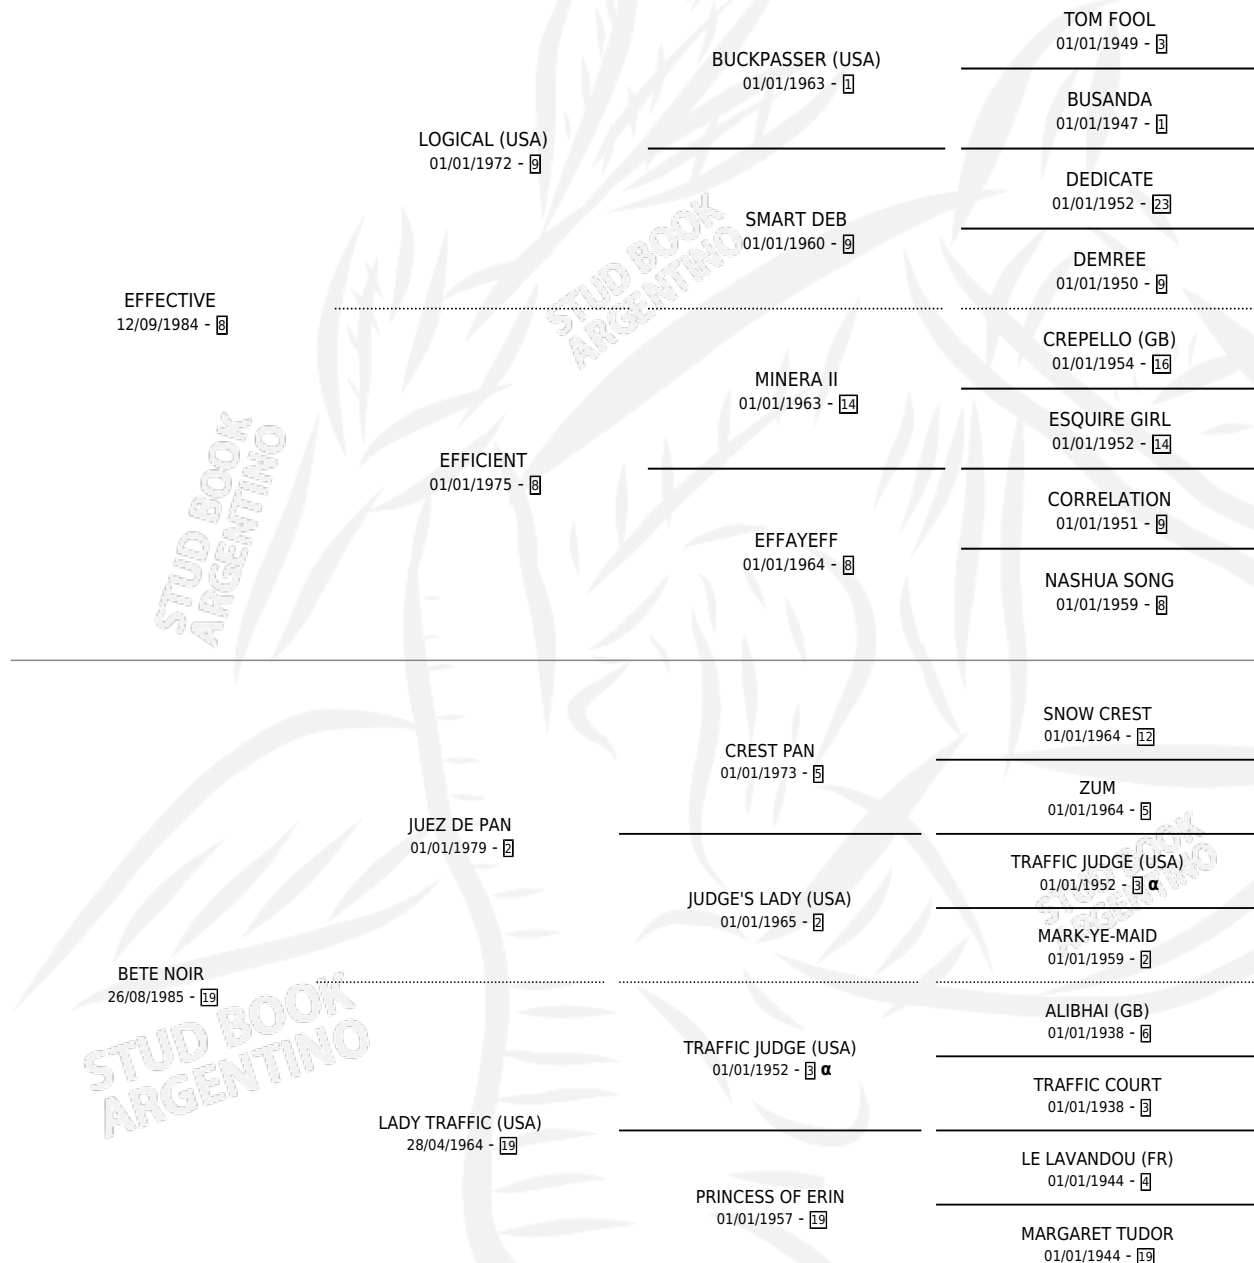 TOM FOOL
01/01/1949 - 3
BUCKPASSER (USA)
01/01/1963 - 1
BUSANDA
01/01/1947 - 1
LOGICAL (USA)
01/01/1972 - 9
DEDICATE
01/01/1952 - 23
SMART DEB
01/01/1960 - 9
DEMREE
01/01/1950 - 9
EFFECTIVE
12/09/1984 - 8
CREPELLO (GB)
01/01/1954 - 16
MINERA II
01/01/1963 - 14
ESQUIRE GIRL
01/01/1952 - 14
EFFICIENT
01/01/1975 - 8
CORRELATION
01/01/1951 - 9
EFFAYEFF
01/01/1964 - 8
NASHUA SONG
01/01/1959 - 8
STUD BOOK
ARGENTINO
STUD BOOK
ARGENTINO
SNOW CREST
01/01/1964 - 12
CREST PAN
01/01/1973 - 5
ZUM
01/01/1964 - 5
JUEZ DE PAN
01/01/1979 - 2
TRAFFIC JUDGE (USA)
01/01/1952 - 3 α
JUDGE'S LADY (USA)
01/01/1965 - 2
MARK-YE-MAID
01/01/1959 - 2
STUD BOOK
ARGENTINO
BETE NOIR
26/08/1985 - 19
ALIBHAI (GB)
01/01/1938 - 6
TRAFFIC JUDGE (USA)
01/01/1952 - 3 α
TRAFFIC COURT
01/01/1938 - 3
LADY TRAFFIC (USA)
28/04/1964 - 19
LE LAVANDOU (FR)
01/01/1944 - 4
PRINCESS OF ERIN
01/01/1957 - 19
MARGARET TUDOR
01/01/1944 - 19
STUD BOOK
ARGENTINO